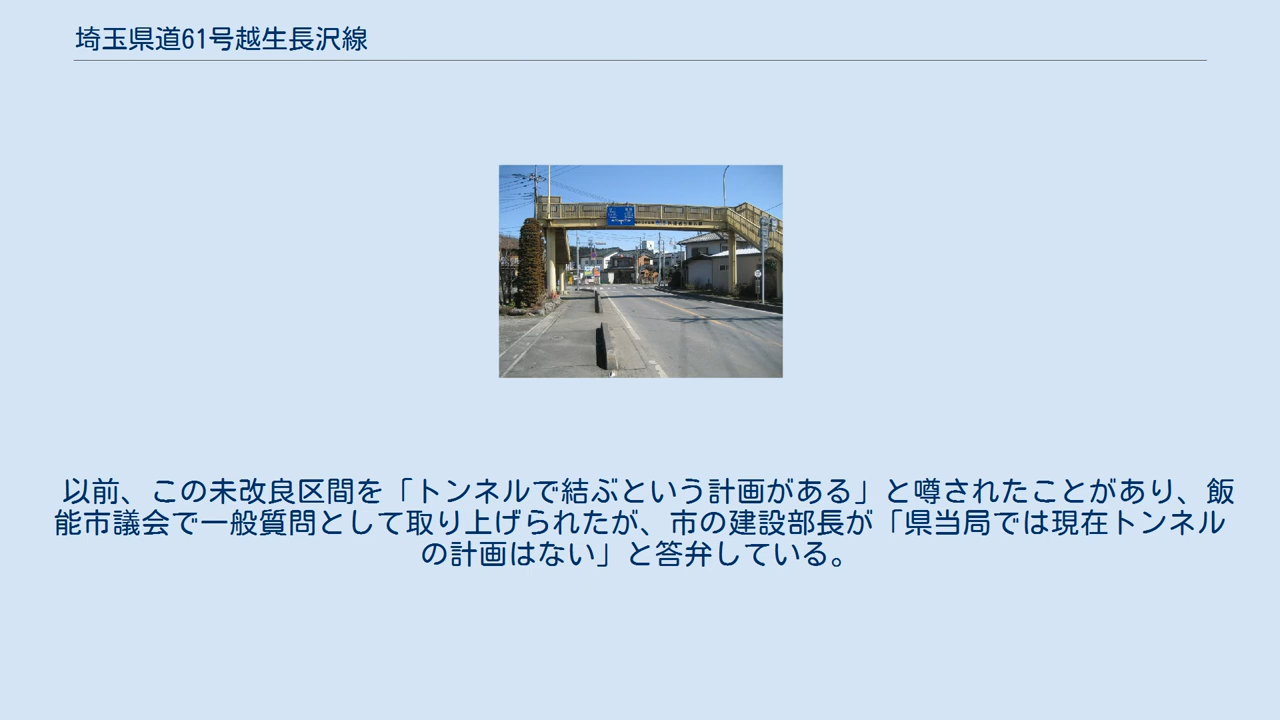 埼玉県道61号越生長沢線
以前、この未改良区間を「トンネルで結ぶという計画がある」と噂されたことがあり、飯
能市議会で一般質問として取り上げられたが、市の建設部長が「県当局では現在トンネル
の計画はない」と答弁している。